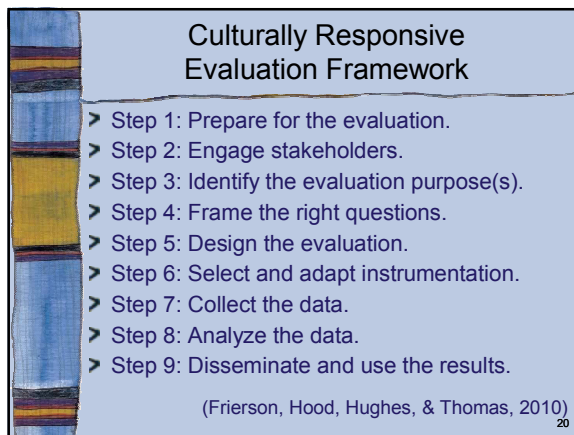 Culturally Responsive
Evaluation Framework
Step 1: Prepare for the evaluation.
Step 2: Engage stakeholders.
Step 3: Identify the evaluation purpose(s).
Step 4: Frame the right questions.
Step 5: Design the evaluation.
Step 6: Select and adapt instrumentation.
Step 7: Collect the data.
Step 8: Analyze the data.
Step 9: Disseminate and use the results.
(Frierson, Hood, Hughes, & Thomas, 2010)
20